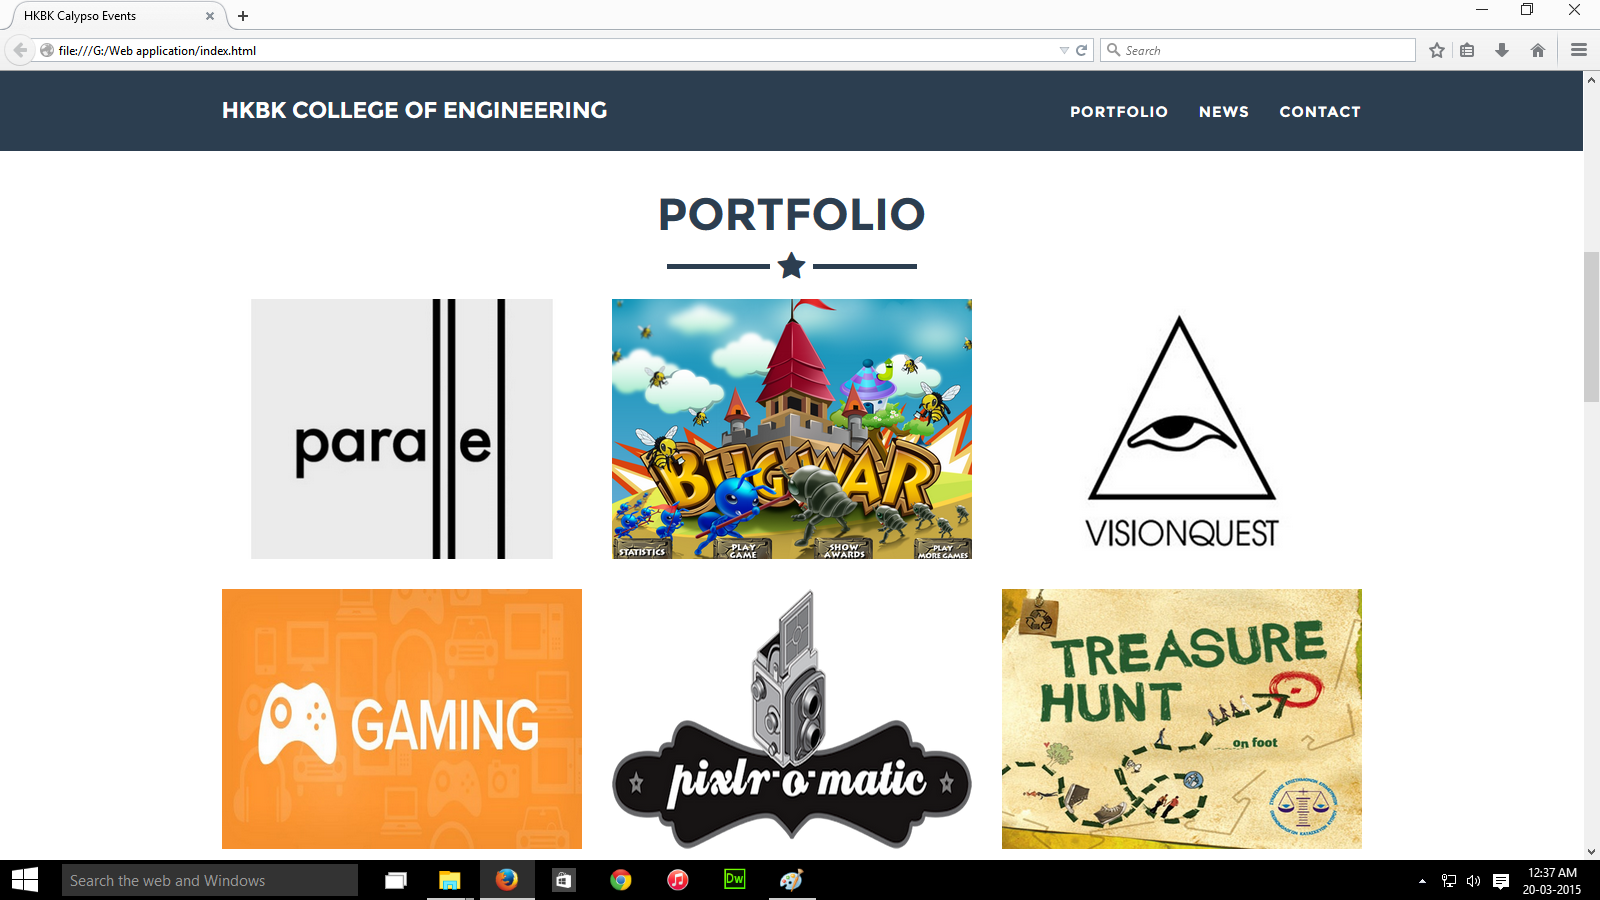 HKBK Calypso Events
file:///G:/Web application/index.html
Search
HKBK COLLEGE OF ENGINEERING
PORTFOLIO NEWS CONTACT
PORTFOLIO
parallel
BUG WAR
STATISTICS
PLAY GAME
SHOW AWARDS
PLAY MORE GAMES
VISIONQUEST
GAMING
pixlr-o-matic
TREASURE
HUNT
on foot
Search the web and Windows
Dw
12:37 AM
20-03-2015